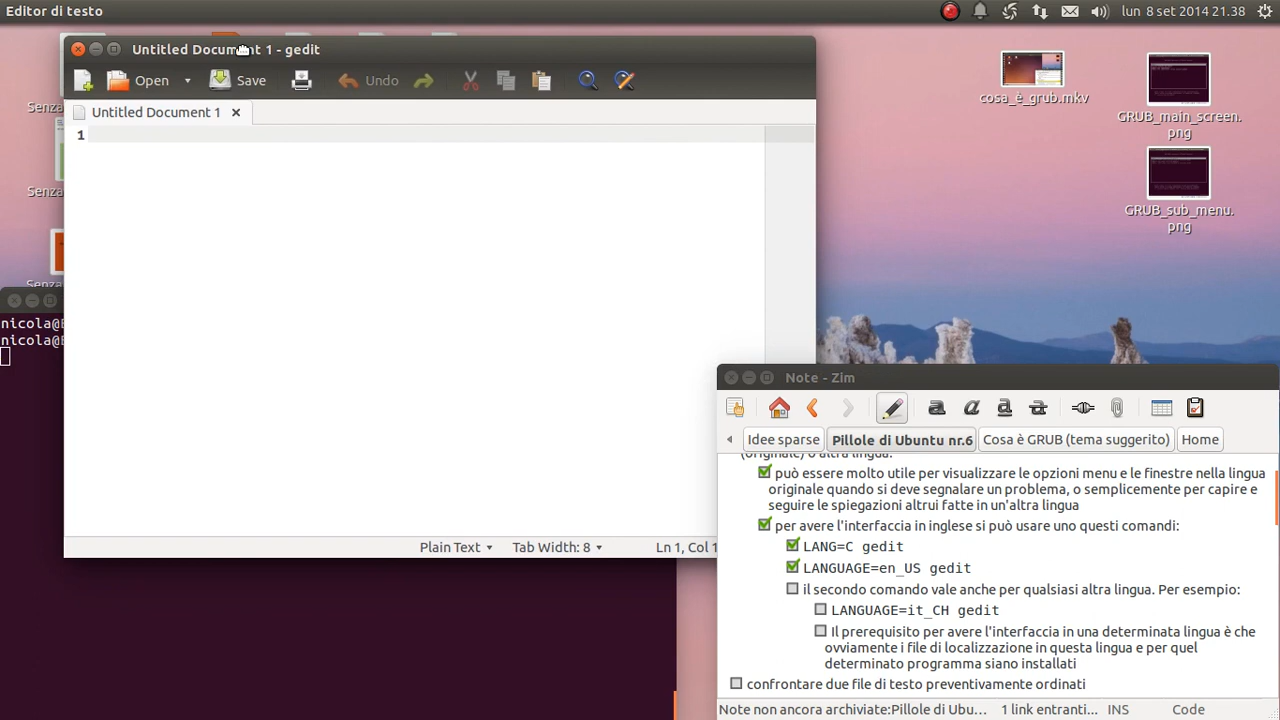 Editor di testo
lun 8 set 2014 21.38
Untitled Document 1 - gedit
Open
Save
Undo
Untitled Document 1
1
Senza
Senza
Senza
cosa_è_grub.mkv
GRUB_main_screen.
png
GRUB_sub_menu.
png
nicola@
nicola@
Plain Text
Tab Width: 8
Ln 1, Col 1
Note - Zim
Idee sparse
Pillole di Ubuntu nr.6
Cosa è GRUB (tema suggerito)
Home
(originale) o altra lingua.
può essere molto utile per visualizzare le opzioni menu e le finestre nella lingua
originale quando si deve segnalare un problema, o semplicemente per capire e
seguire le spiegazioni altrui fatte in un'altra lingua
per avere l'interfaccia in inglese si può usare uno questi comandi:
LANG=C gedit
LANGUAGE=en_US gedit
il secondo comando vale anche per qualsiasi altra lingua. Per esempio:
LANGUAGE=it_CH gedit
Il prerequisito per avere l'interfaccia in una determinata lingua è che
ovviamente i file di localizzazione in questa lingua e per quel
determinato programma siano installati
confrontare due file di testo preventivamente ordinati
Note non ancora archiviate:Pillole di Ubu...
1 link entranti...
INS
Code